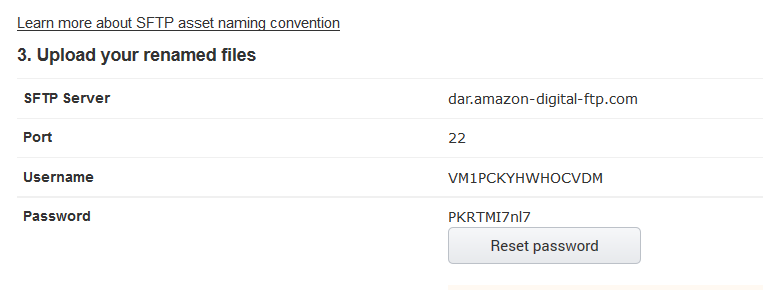 Learn more about SFTP asset naming convention
3. Upload your renamed files
SFTP Server dar.amazon-digital-ftp.com
Port 22
Username VM1PCKYHWHOCVDM
Password PKRTMI7nl7
Reset password